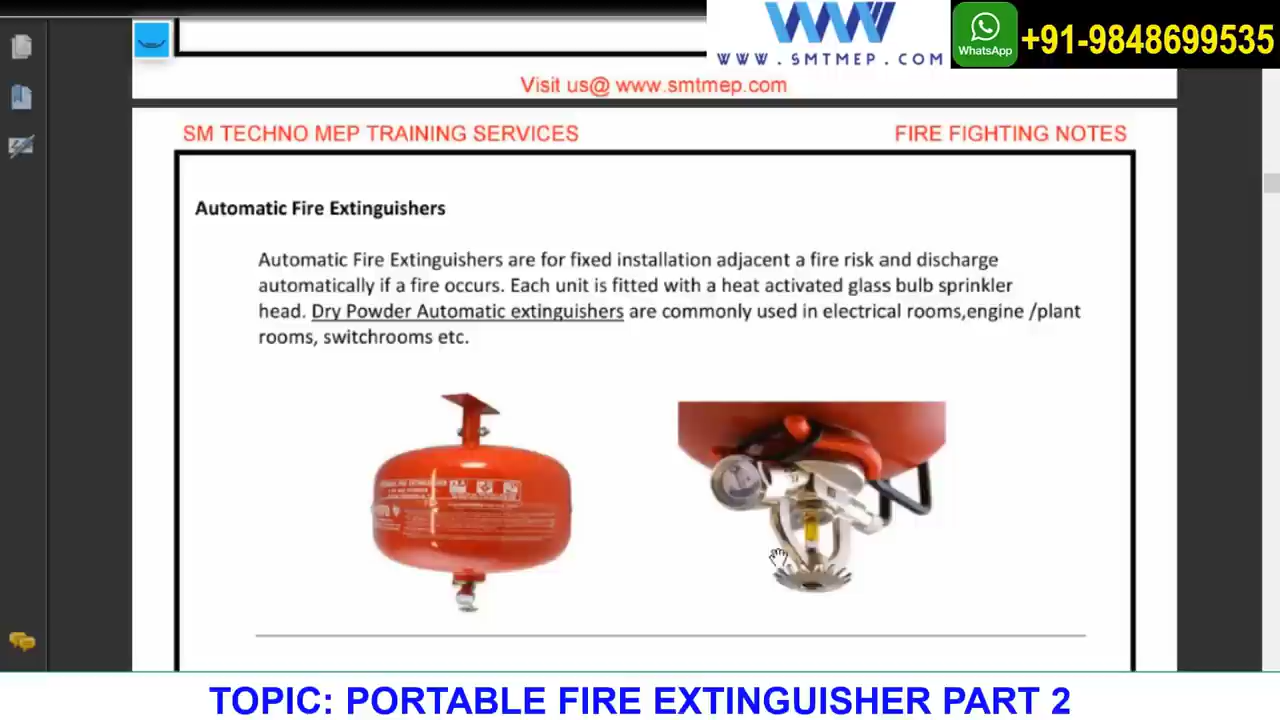 WWW.SMTMEP.COM
WhatsApp
+91-9848699535
Visit us@ www.smtmep.com
SM TECHNO MEP TRAINING SERVICES
FIRE FIGHTING NOTES
Automatic Fire Extinguishers
Automatic Fire Extinguishers are for fixed installation adjacent a fire risk and discharge
automatically if a fire occurs. Each unit is fitted with a heat activated glass bulb sprinkler
head. Dry Powder Automatic extinguishers are commonly used in electrical rooms,engine /plant
rooms, switchrooms etc.
TOPIC: PORTABLE FIRE EXTINGUISHER PART 2